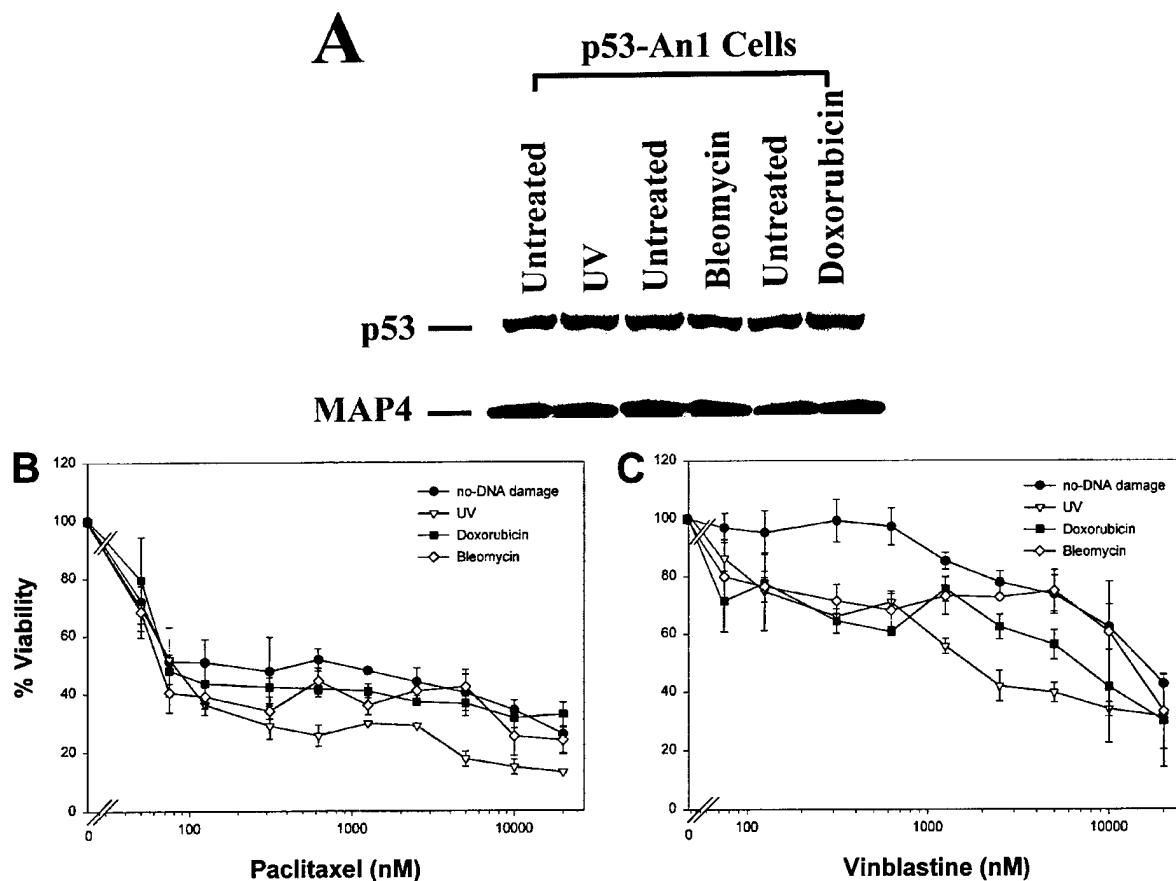 A
p53-An1 Cells
Untreated
UV
Untreated
Bleomycin
Untreated
Doxorubicin
p53
MAP4
B
120
100
80
60
40
20
0
% Viability
no-DNA damage
UV
Doxorubicin
Bleomycin
0
100
1000
10000
Paclitaxel (nM)
C
120
100
80
60
40
20
0
no-DNA damage
UV
Doxorubicin
Bleomycin
0
100
1000
10000
Vinblastine (nM)